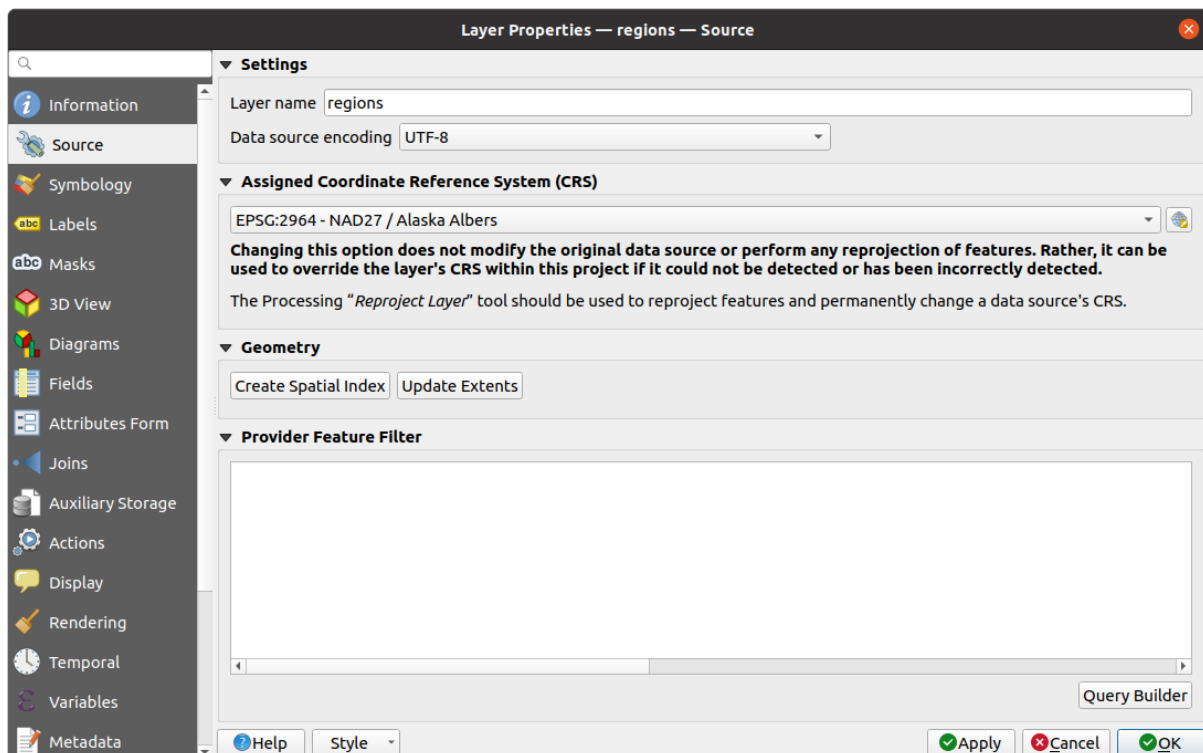 Layer Properties — regions — Source
Information
Source
Symbology
abc Labels
abc Masks
3D View
Diagrams
Fields
Attributes Form
Joins
Auxiliary Storage
Actions
Display
Rendering
Temporal
Variables
Metadata
Settings
Layer name regions
Data source encoding UTF-8
Assigned Coordinate Reference System (CRS)
EPSG:2964 - NAD27 / Alaska Albers
Changing this option does not modify the original data source or perform any reprojection of features. Rather, it can be
used to override the layer's CRS within this project if it could not be detected or has been incorrectly detected.
The Processing “Reproject Layer” tool should be used to reproject features and permanently change a data source's CRS.
Geometry
Create Spatial Index Update Extents
Provider Feature Filter
Query Builder
Help Style Apply Cancel OK